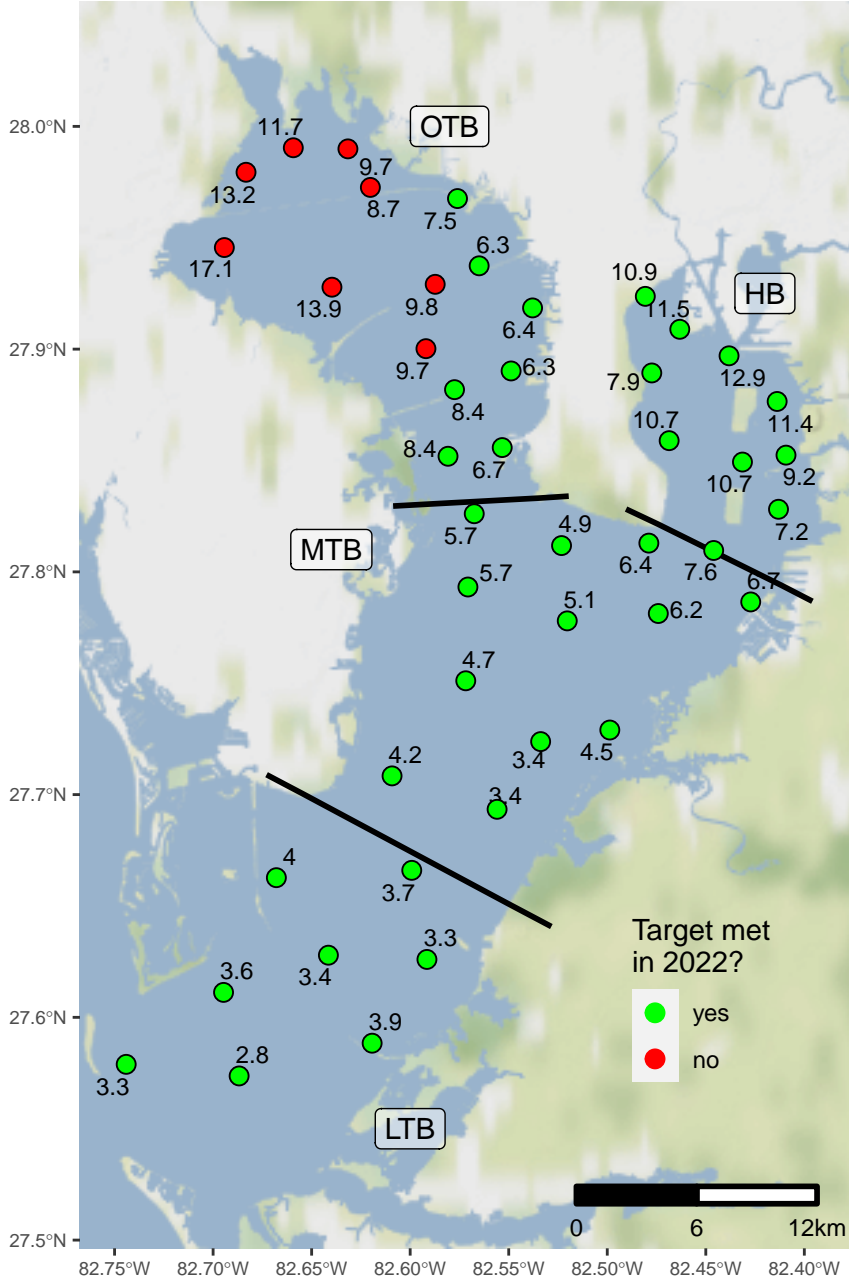 28.0°N
27.9°N
27.8°N
27.7°N
27.6°N
27.5°N
OTB
11.7
9.7
13.2
8.7
7.5
17.1
6.3
13.9
9.8
6.4
10.9
HB
11.5
9.7
6.3
7.9
12.9
8.4
11.4
10.7
8.4
6.7
10.7
9.2
MTB
5.7
4.9
7.2
6.4
7.6
5.7
6.7
5.1
6.2
4.7
4.2
3.4
4.5
3.4
4
3.7
3.4
3.3
3.6
3.9
3.3
2.8
LTB
Target met
in 2022?
yes
no
0
6
12km
82.75°W
82.70°W
82.65°W
82.60°W
82.55°W
82.50°W
82.45°W
82.40°W